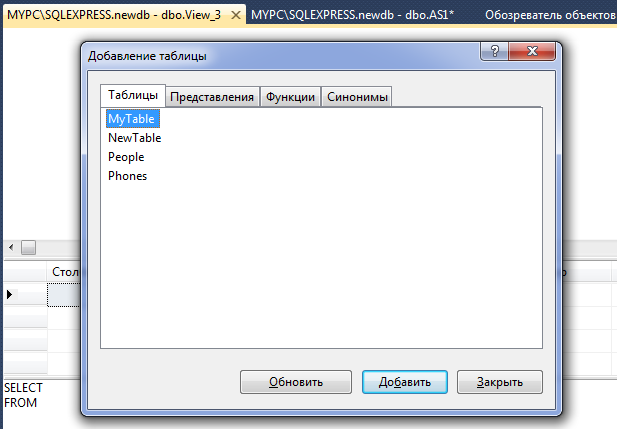 MYPC\SQLEXPRESS.newdb - dbo.View_3 MYPC\SQLEXPRESS.newdb - dbo.AS1* Обозреватель объектов
Добавление таблицы
Таблицы Представления Функции Синонимы
MyTable
NewTable
People
Phones
Стол
Обновить Добавить Закрыть
SELECT
FROM